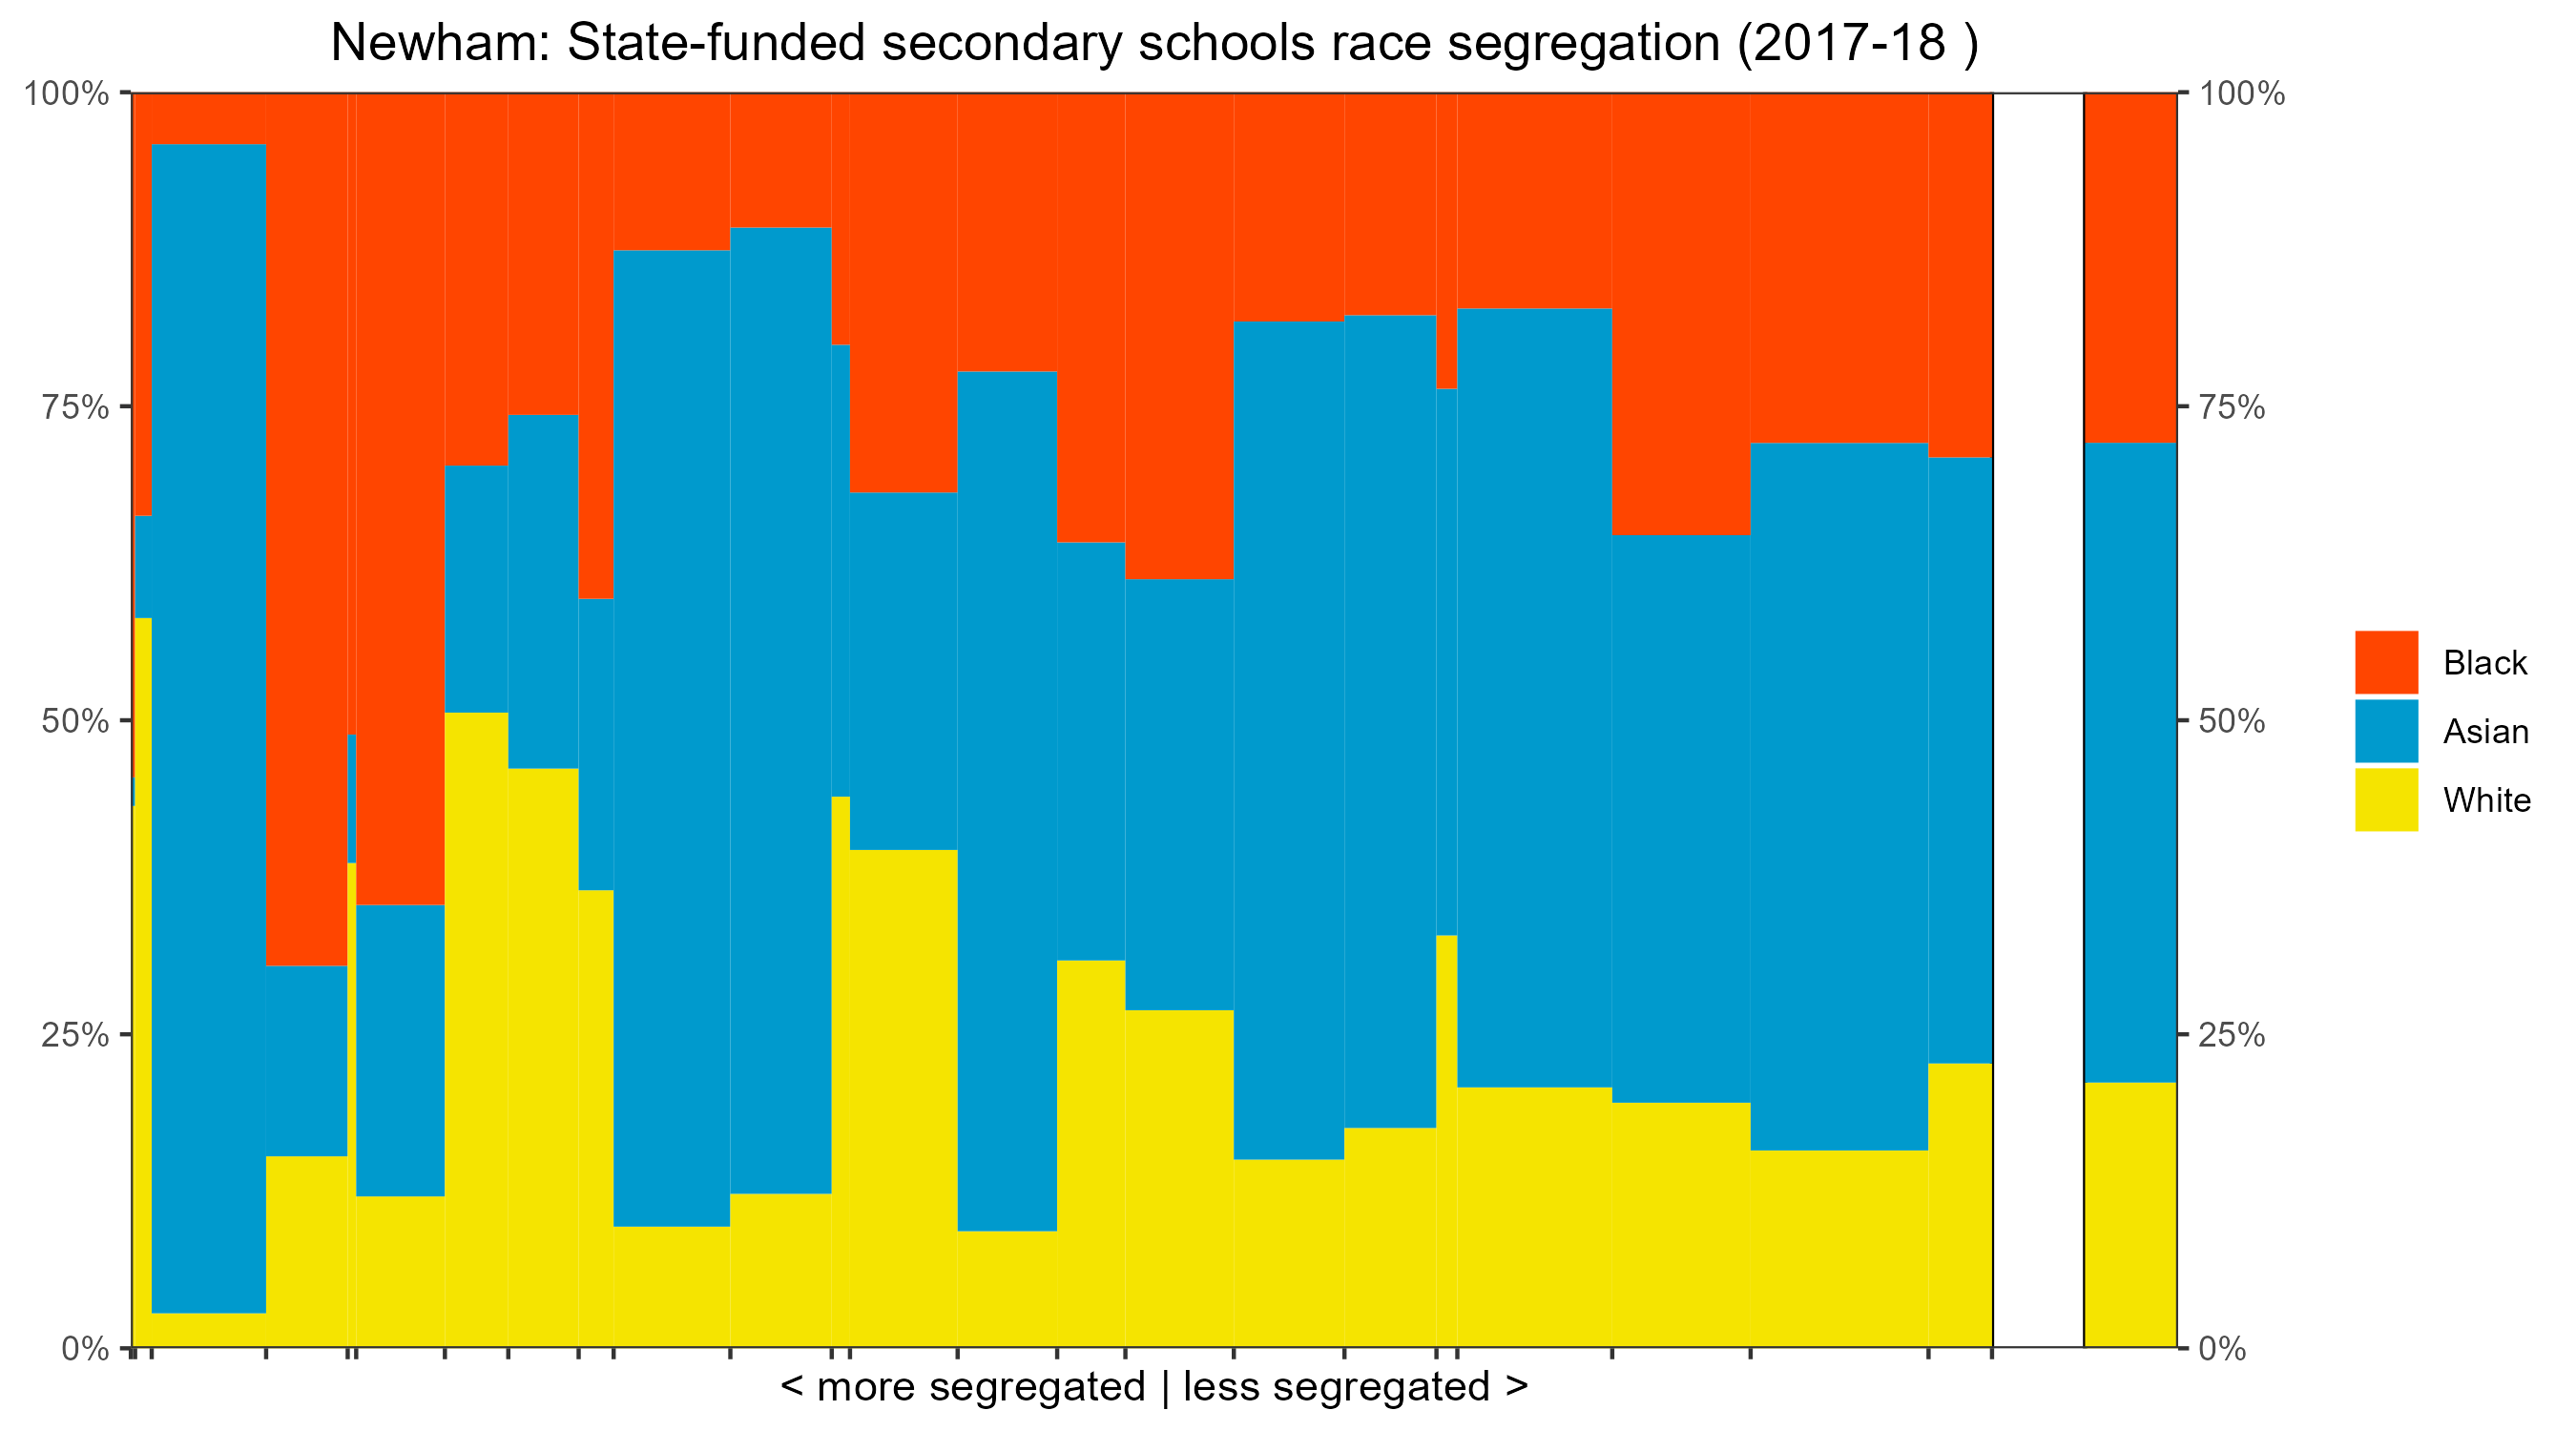 Newham: State-funded secondary schools race segregation (2017-18 )
100%
75%
50%
25%
0%
100%
75%
50%
25%
0%
Black
Asian
White
< more segregated | less segregated >